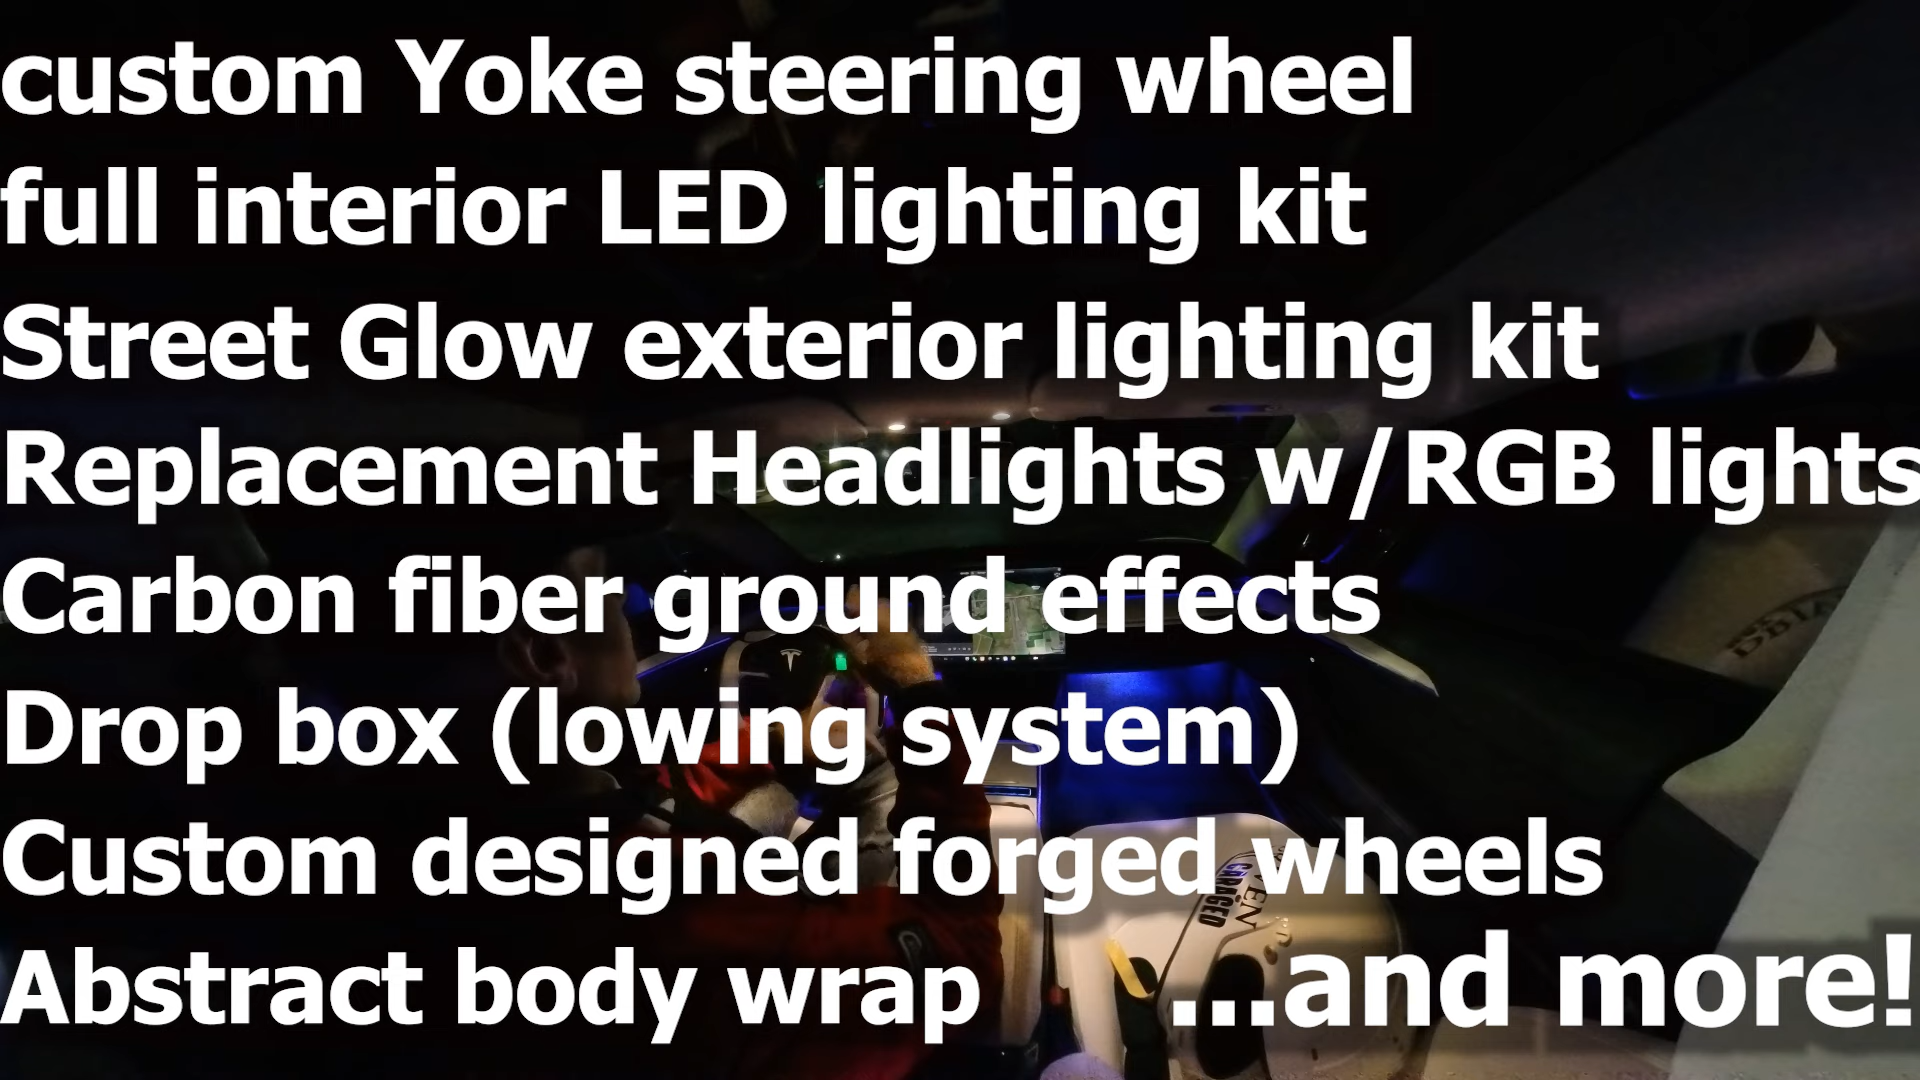 custom Yoke steering wheel
full interior LED lighting kit
Street Glow exterior lighting kit
Replacement Headlights w/RGB lights
Carbon fiber ground effects
Drop box (lowing system)
Custom designed forged wheels
Abstract body wrap ...and more!
GARAGED